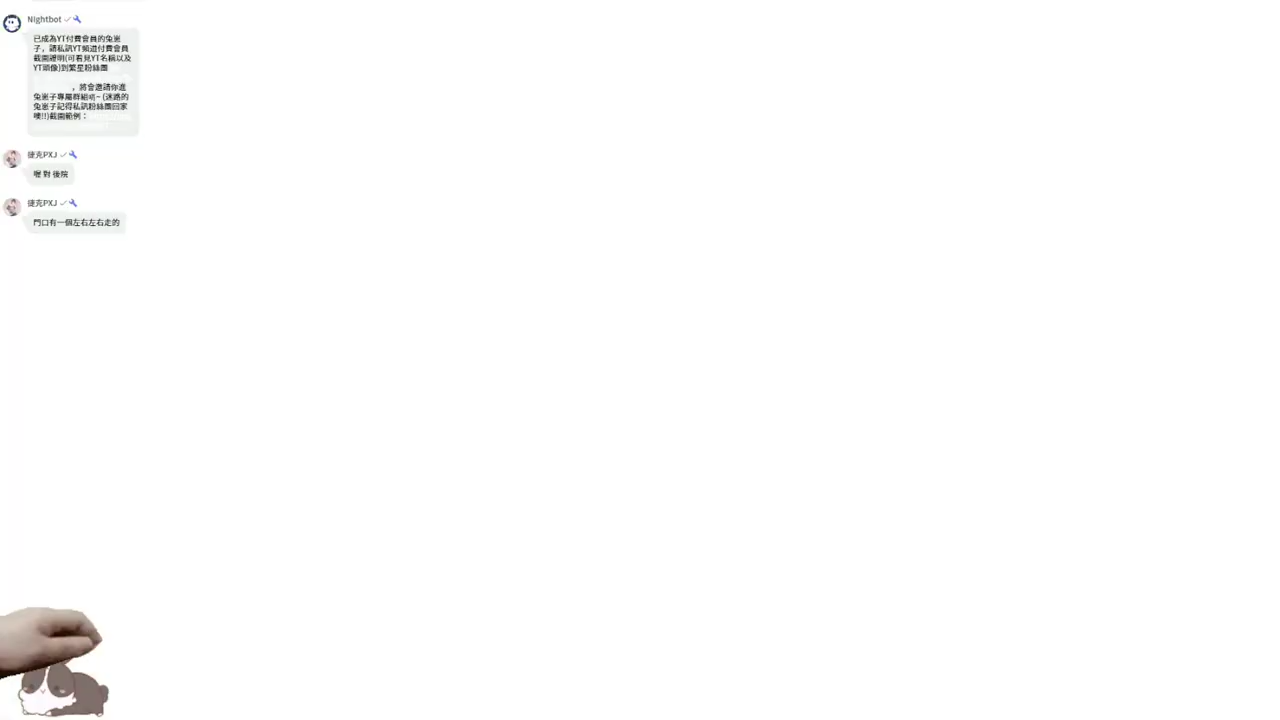 Nightbot
已成為YT付費會員的兔崽
子，請私訊YT頻道付費會員
截圖證明(可看見YT名稱以及
YT頭像)到繁星粉絲團
，將會邀請你進
兔崽子專屬群組唷~ (迷路的
兔崽子記得私訊粉絲團回家
噢!!)截圖範例：
捷克PXJ
喔 對 後院
捷克PXJ
門口有一個左右左右走的